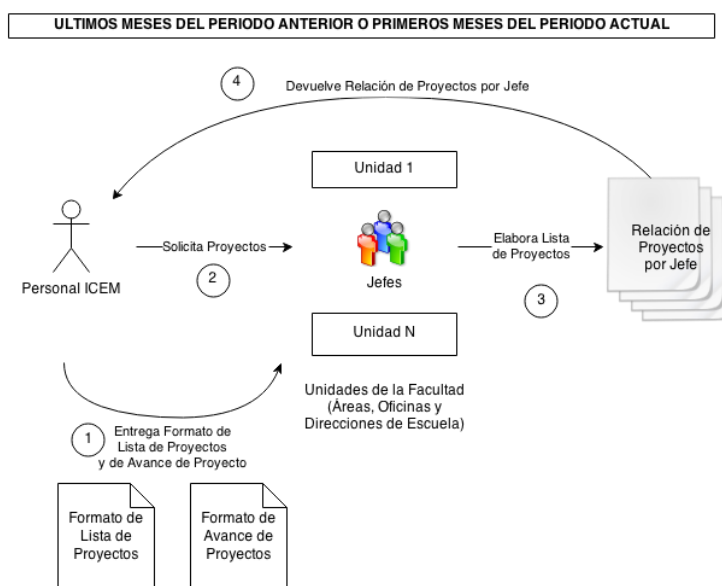 ULTIMOS MESES DEL PERIODO ANTERIOR O PRIMEROS MESES DEL PERIODO ACTUAL
4
Devuelve Relación de Proyectos por Jefe
Unidad 1
Personal ICEM
Solicita Proyectos
2
Jefes
Elabora Lista
de Proyectos
3
Relación de
Proyectos
por Jefe
Unidad N
Unidades de la Facultad
(Áreas, Oficinas y
Direcciones de Escuela)
1
Entrega Formato de
Lista de Proyectos
y de Avance de Proyecto
Formato de
Lista de
Proyectos
Formato de
Avance de
Proyectos